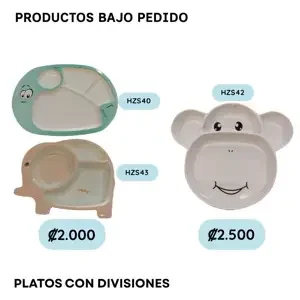 PRODUCTOS BAJO PEDIDO
HZS40
HZS42
HZS43
₡2.000
₡2.500
PLATOS CON DIVISIONES